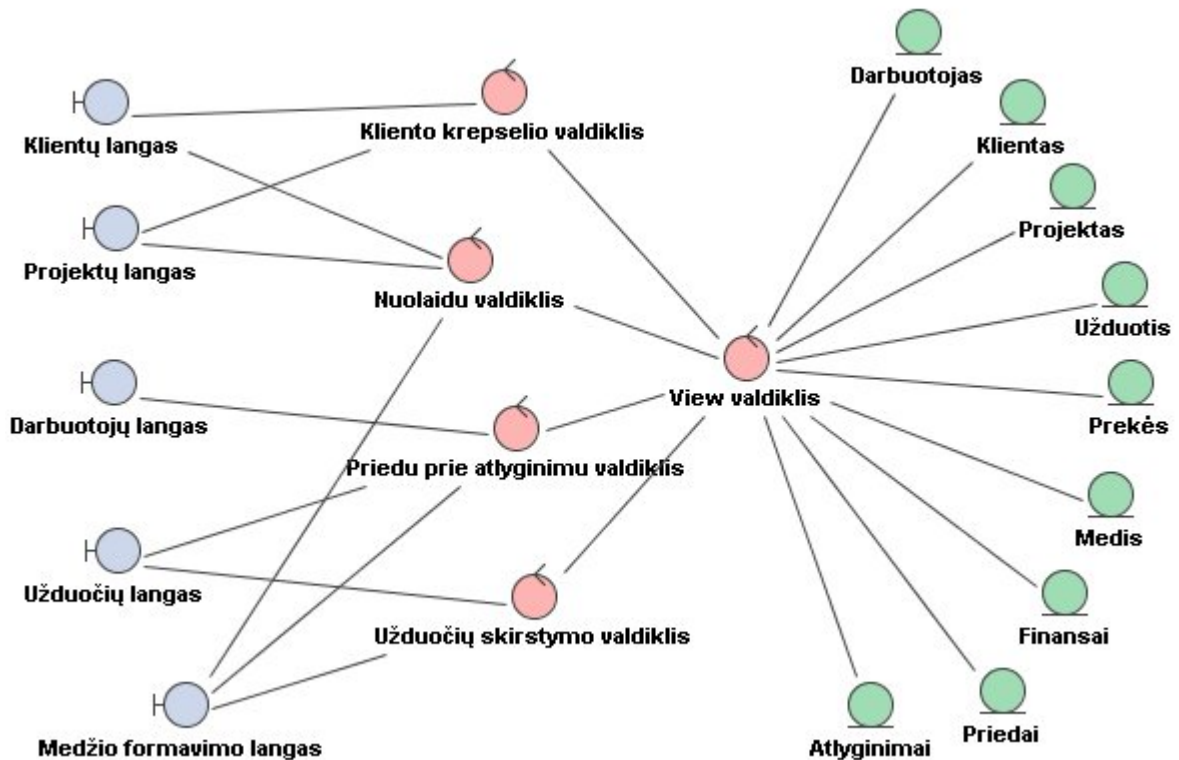 Darbuotojas
Klientų langas
Kliento krepselio valdiklis
Klientas
Projektų langas
Projektas
Nuolaidu valdiklis
Užduotis
View valdiklis
Darbuotojų langas
Prekės
Priedu prie atlyginimu valdiklis
Medis
Užduočių langas
Užduočių skirstymo valdiklis
Finansai
Medžio formavimo langas
Atlyginimai
Priedai